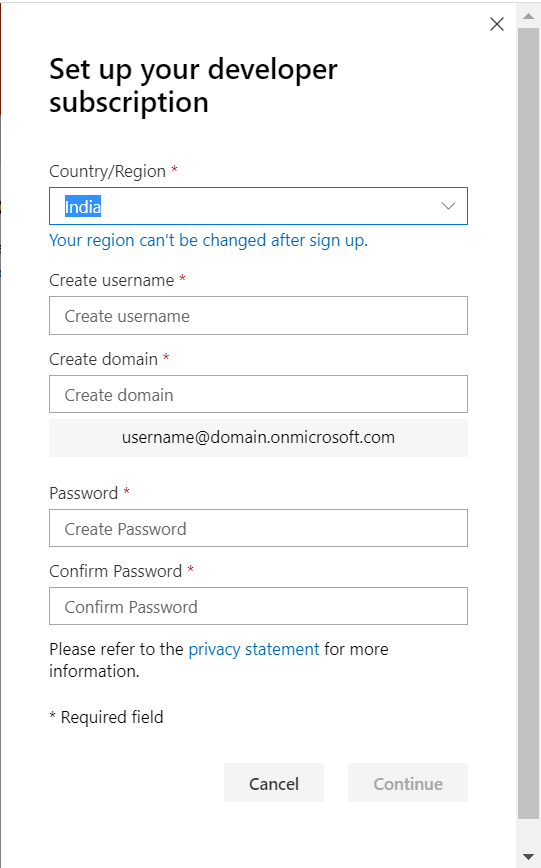 Set up your developer
subscription
Country/Region *
India
Your region can't be changed after sign up.
Create username *
Create username
Create domain *
Create domain
username@domain.onmicrosoft.com
Password *
Create Password
Confirm Password *
Confirm Password
Please refer to the privacy statement for more
information.
* Required field
Cancel Continue